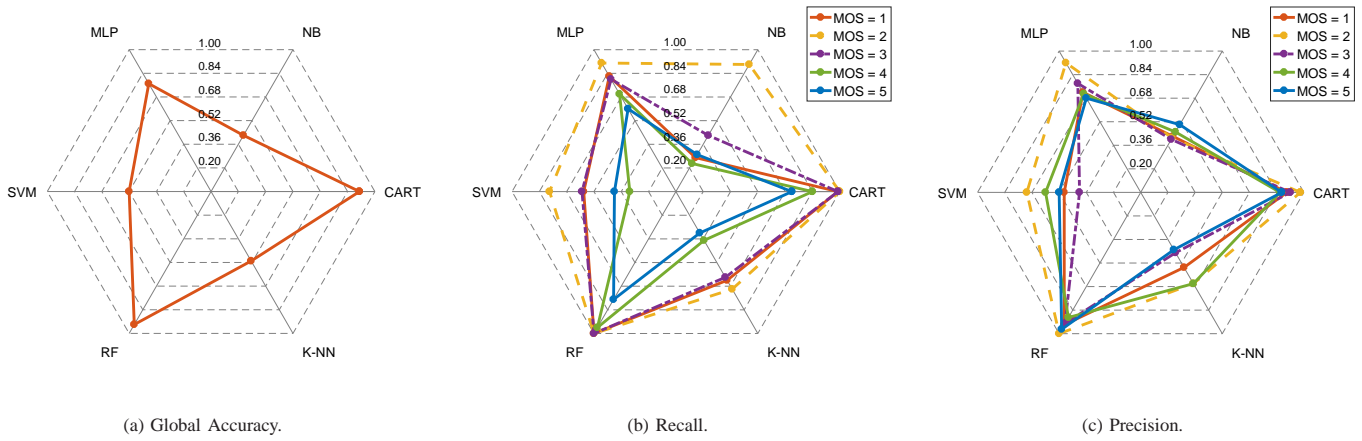 MLP
NB
1.00
0.84
0.68
0.52
0.36
0.20
SVM
CART
RF
K-NN
(a) Global Accuracy.
MOS = 1
MOS = 2
MOS = 3
MOS = 4
MOS = 5
MLP
NB
1.00
0.84
0.68
0.52
0.36
0.20
SVM
CART
RF
K-NN
(b) Recall.
MOS = 1
MOS = 2
MOS = 3
MOS = 4
MOS = 5
MLP
NB
1.00
0.84
0.68
0.52
0.36
0.20
SVM
CART
RF
K-NN
(c) Precision.